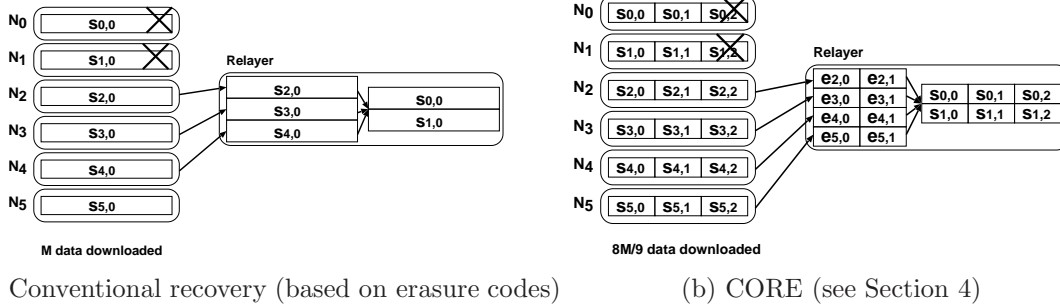 N0 s0,0
N1 s1,0
N2 s2,0
N3 s3,0
N4 s4,0
N5 s5,0
Relayer
s2,0
s3,0
s4,0
s0,0
s1,0
M data downloaded
Conventional recovery (based on erasure codes)
N0 s0,0 s0,1 s0,2
N1 s1,0 s1,1 s1,2
N2 s2,0 s2,1 s2,2
N3 s3,0 s3,1 s3,2
N4 s4,0 s4,1 s4,2
N5 s5,0 s5,1 s5,2
Relayer
e2,0 e2,1
e3,0 e3,1
e4,0 e4,1
e5,0 e5,1
s0,0 s0,1 s0,2
s1,0 s1,1 s1,2
8M/9 data downloaded
(b) CORE (see Section 4)